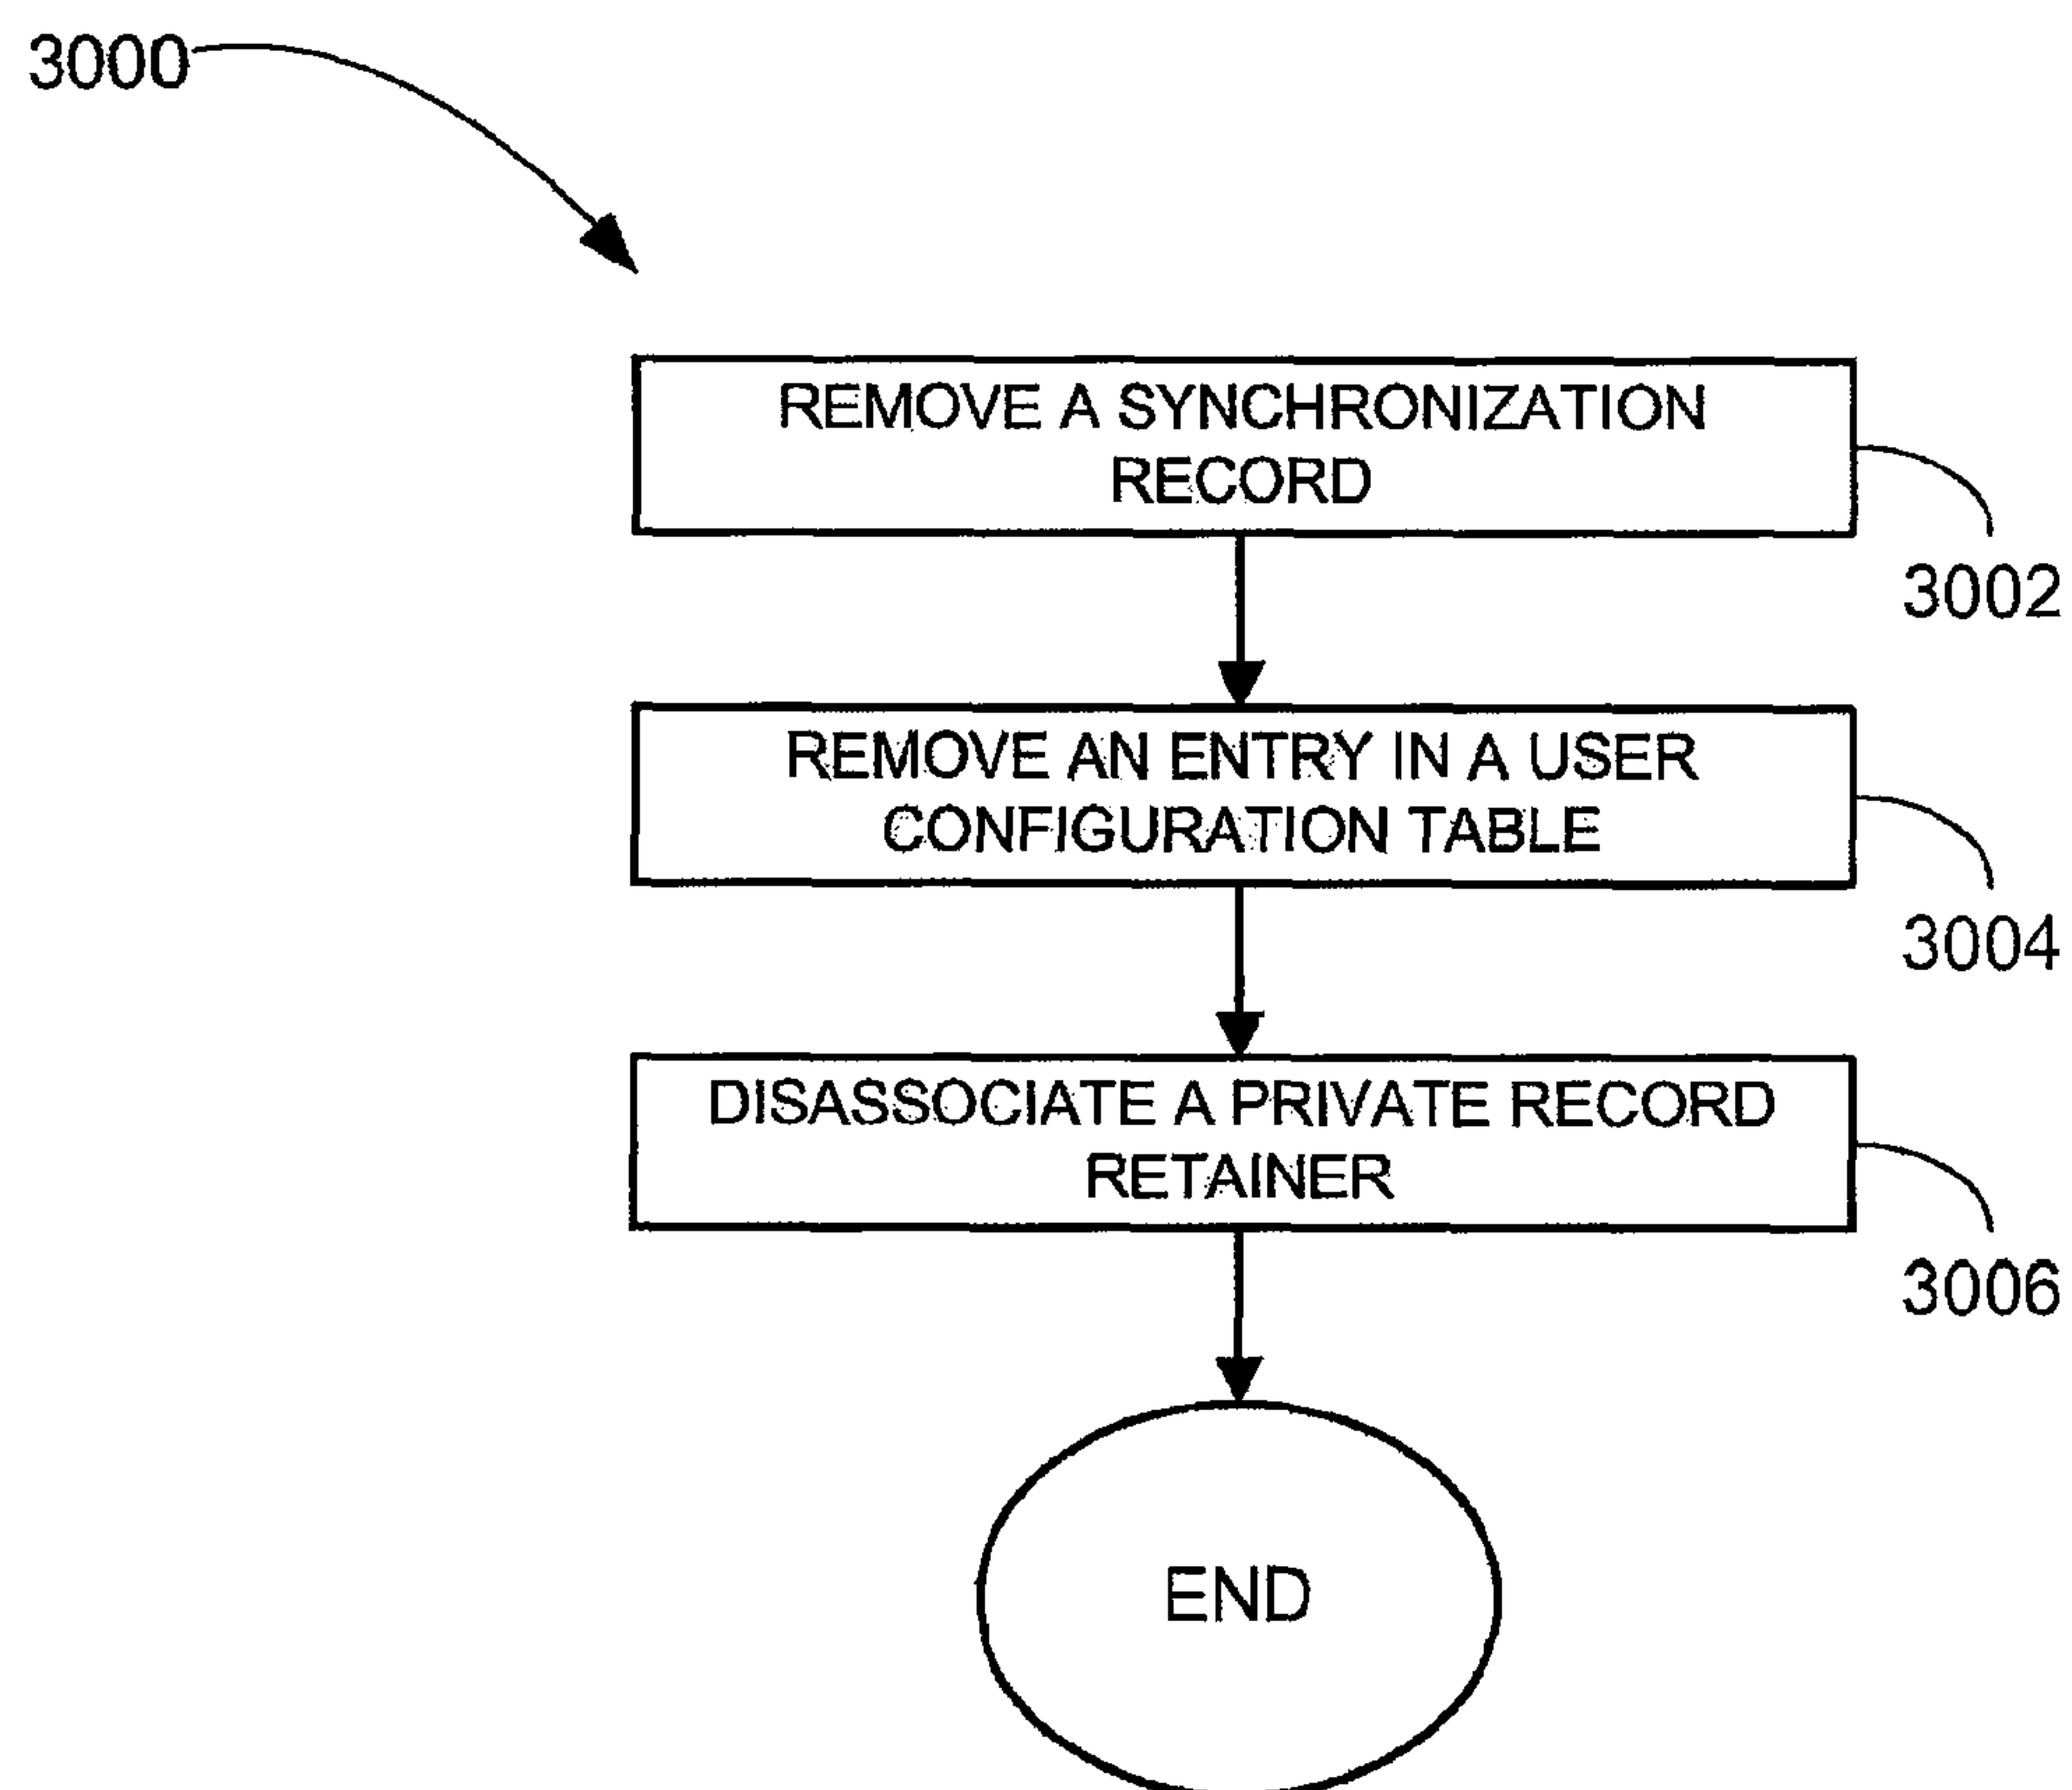 3000
REMOVE A SYNCHRONIZATION
RECORD
3002
REMOVE AN ENTRY IN A USER
CONFIGURATION TABLE
3004
DISASSOCIATE A PRIVATE RECORD
RETAINER
3006
END